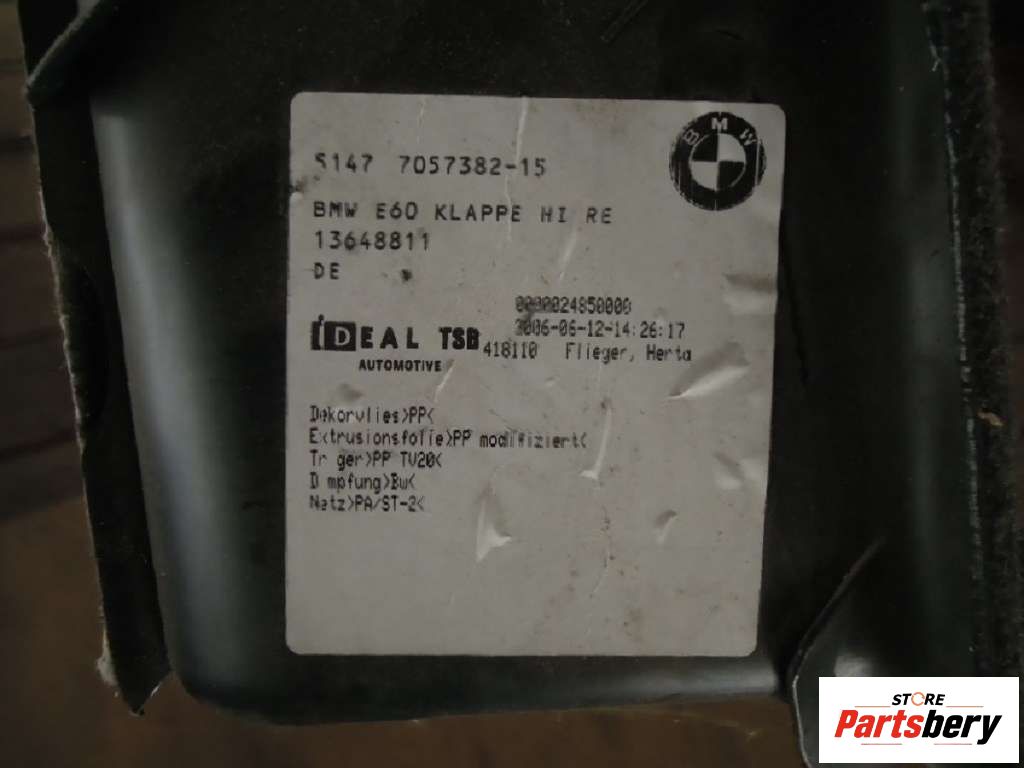 5147 7057382-15
BMW
BMW E60 KLAPPE HI RE
13648811
DE
0000024850000
2006-06-12-14:26:17
IDEAL TSB
418110 Flieger, Herta
AUTOMOTIVE
Dekorvlies>PP<
Extrusionsfolie>PP modifiziert<
Tr ger>PP TV20<
D mpfung>Bw<
Netz>PA/ST-2<
STORE
Partsbery